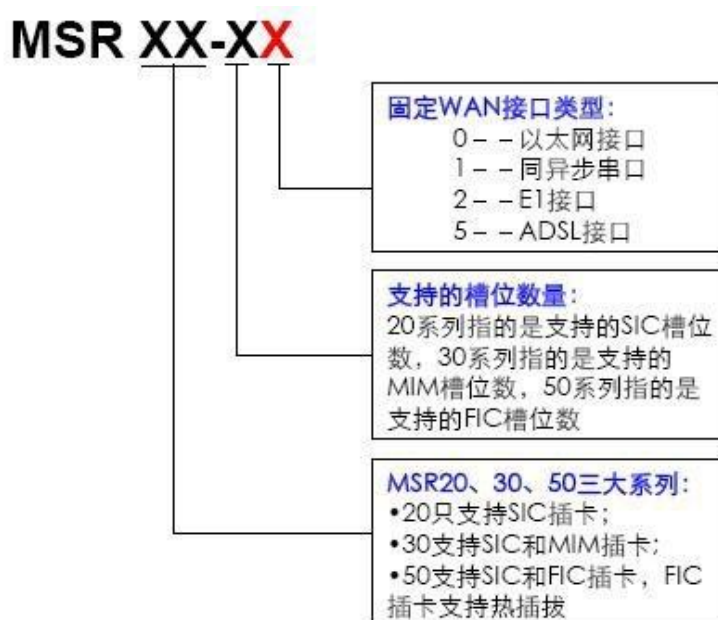 MSR XX-XX
固定WAN接口类型：
0－－以太网接口
1－－同异步串口
2－－E1接口
5－－ADSL接口
支持的槽位数量：
20系列指的是支持的SIC槽位
数，30系列指的是支持的
MIM槽位数，50系列指的是
支持的FIC槽位数
MSR20、30、50三大系列：
•20只支持SIC插卡；
•30支持SIC和MIM插卡；
•50支持SIC和FIC插卡，FIC
插卡支持热插拔